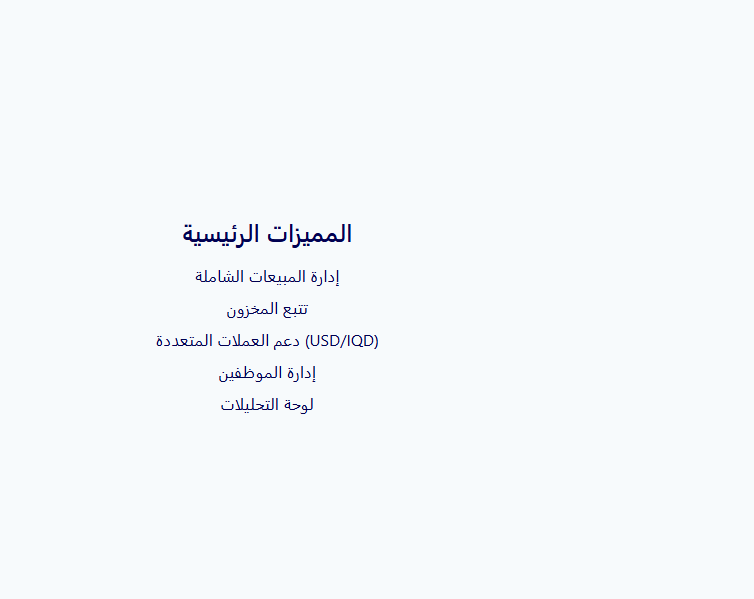 المميزات الرئيسية
إدارة المبيعات الشاملة
تتبع المخزون
دعم العملات المتعددة (USD/IQD)
إدارة الموظفين
لوحة التحليلات